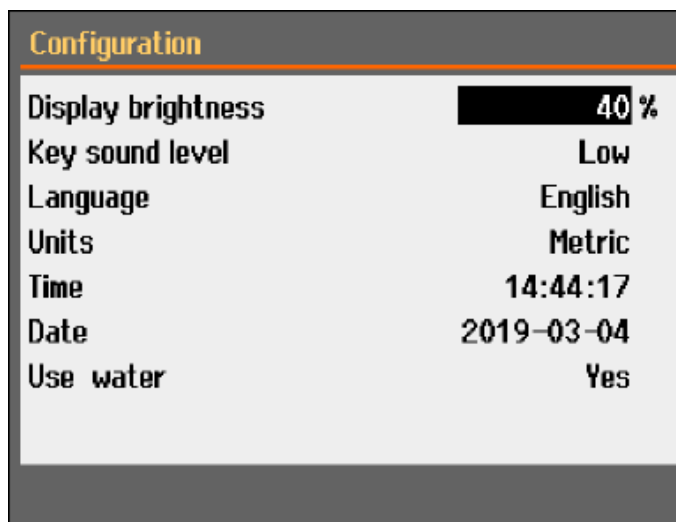 Configuration
Display brightness 40 %
Key sound level Low
Language English
Units Metric
Time 14:44:17
Date 2019-03-04
Use water Yes